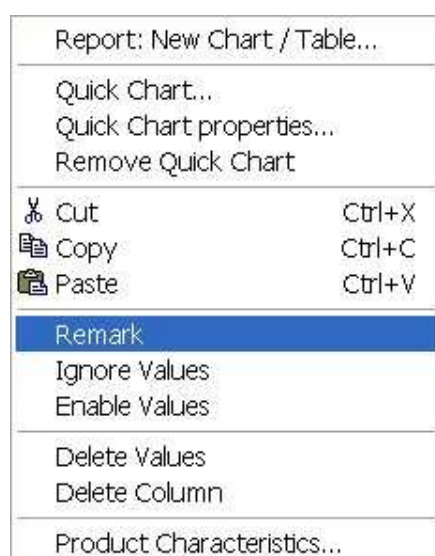 Report: New Chart / Table...
Quick Chart...
Quick Chart properties...
Remove Quick Chart
Cut Ctrl+X
Copy Ctrl+C
Paste Ctrl+V
Remark
Ignore Values
Enable Values
Delete Values
Delete Column
Product Characteristics...